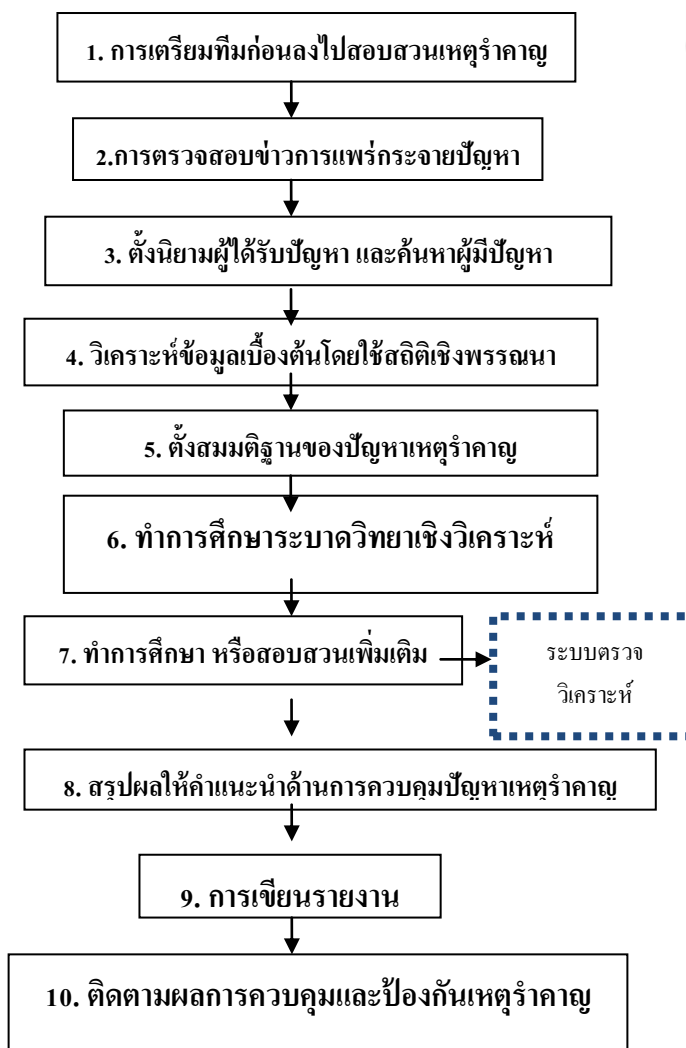 1. การเตรียมทีมก่อนลงไปสอบสวนเหตุรำคาญ
2.การตรวจสอบข่าวการแพร่กระจายปัญหา
3. ตั้งนิยามผู้ได้รับปัญหา และค้นหาผู้มีปัญหา
4. วิเคราะห์ข้อมูลเบื้องต้นโดยใช้สถิติเชิงพรรณนา
5. ตั้งสมมติฐานของปัญหาเหตุรำคาญ
6. ทำการศึกษาระบาดวิทยาเชิงวิเคราะห์
7. ทำการศึกษา หรือสอบสวนเพิ่มเติม
ระบบตรวจ
วิเคราะห์
8. สรุปผลให้คำแนะนำด้านการควบคุมปัญหาเหตุรำคาญ
9. การเขียนรายงาน
10. ติดตามผลการควบคุมและป้องกันเหตุรำคาญ